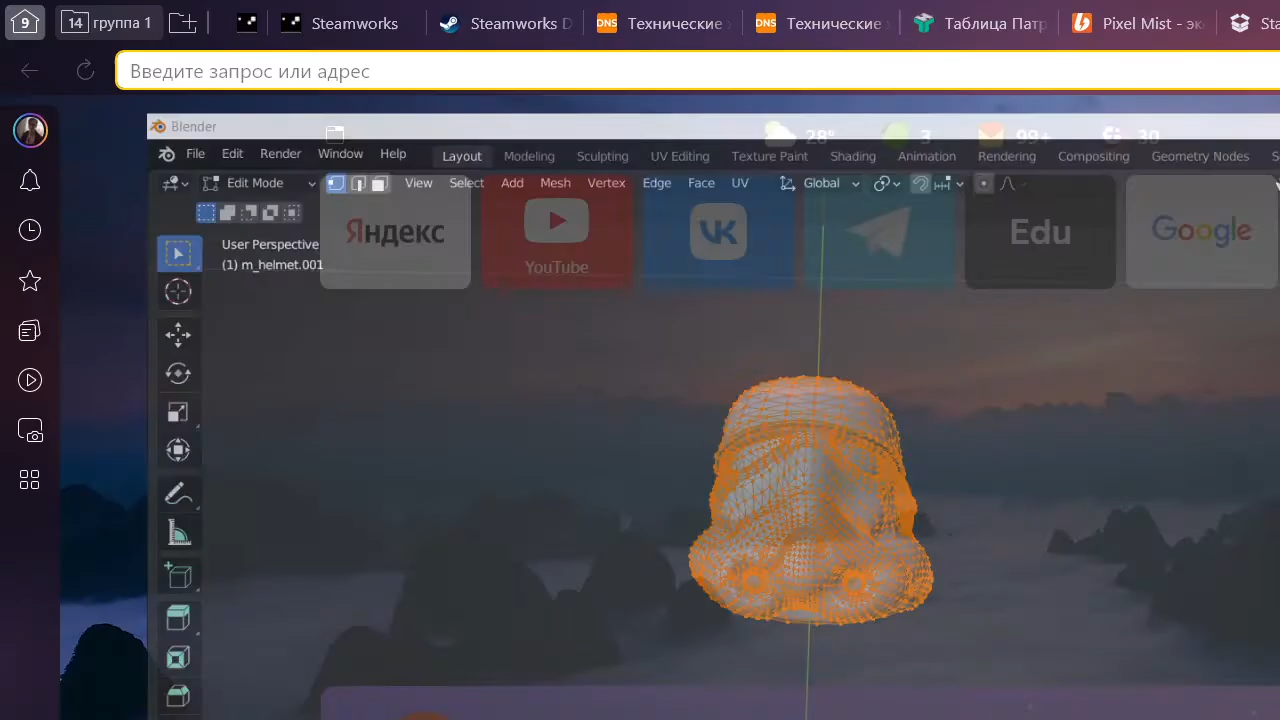 9 14 группа 1 Steamworks Steamworks D DNS Технические DNS Технические Таблица Патр Pixel Mist - эк Sta
Введите запрос или адрес
Blender 28° 3 99+ 30
File Edit Render Window Help Layout Modeling Sculpting UV Editing Texture Paint Shading Animation Rendering Compositing Geometry Nodes S
Edit Mode View Select Add Mesh Vertex Edge Face UV Global
Яндекс YouTube Edu Google
User Perspective
(1) m_helmet.001